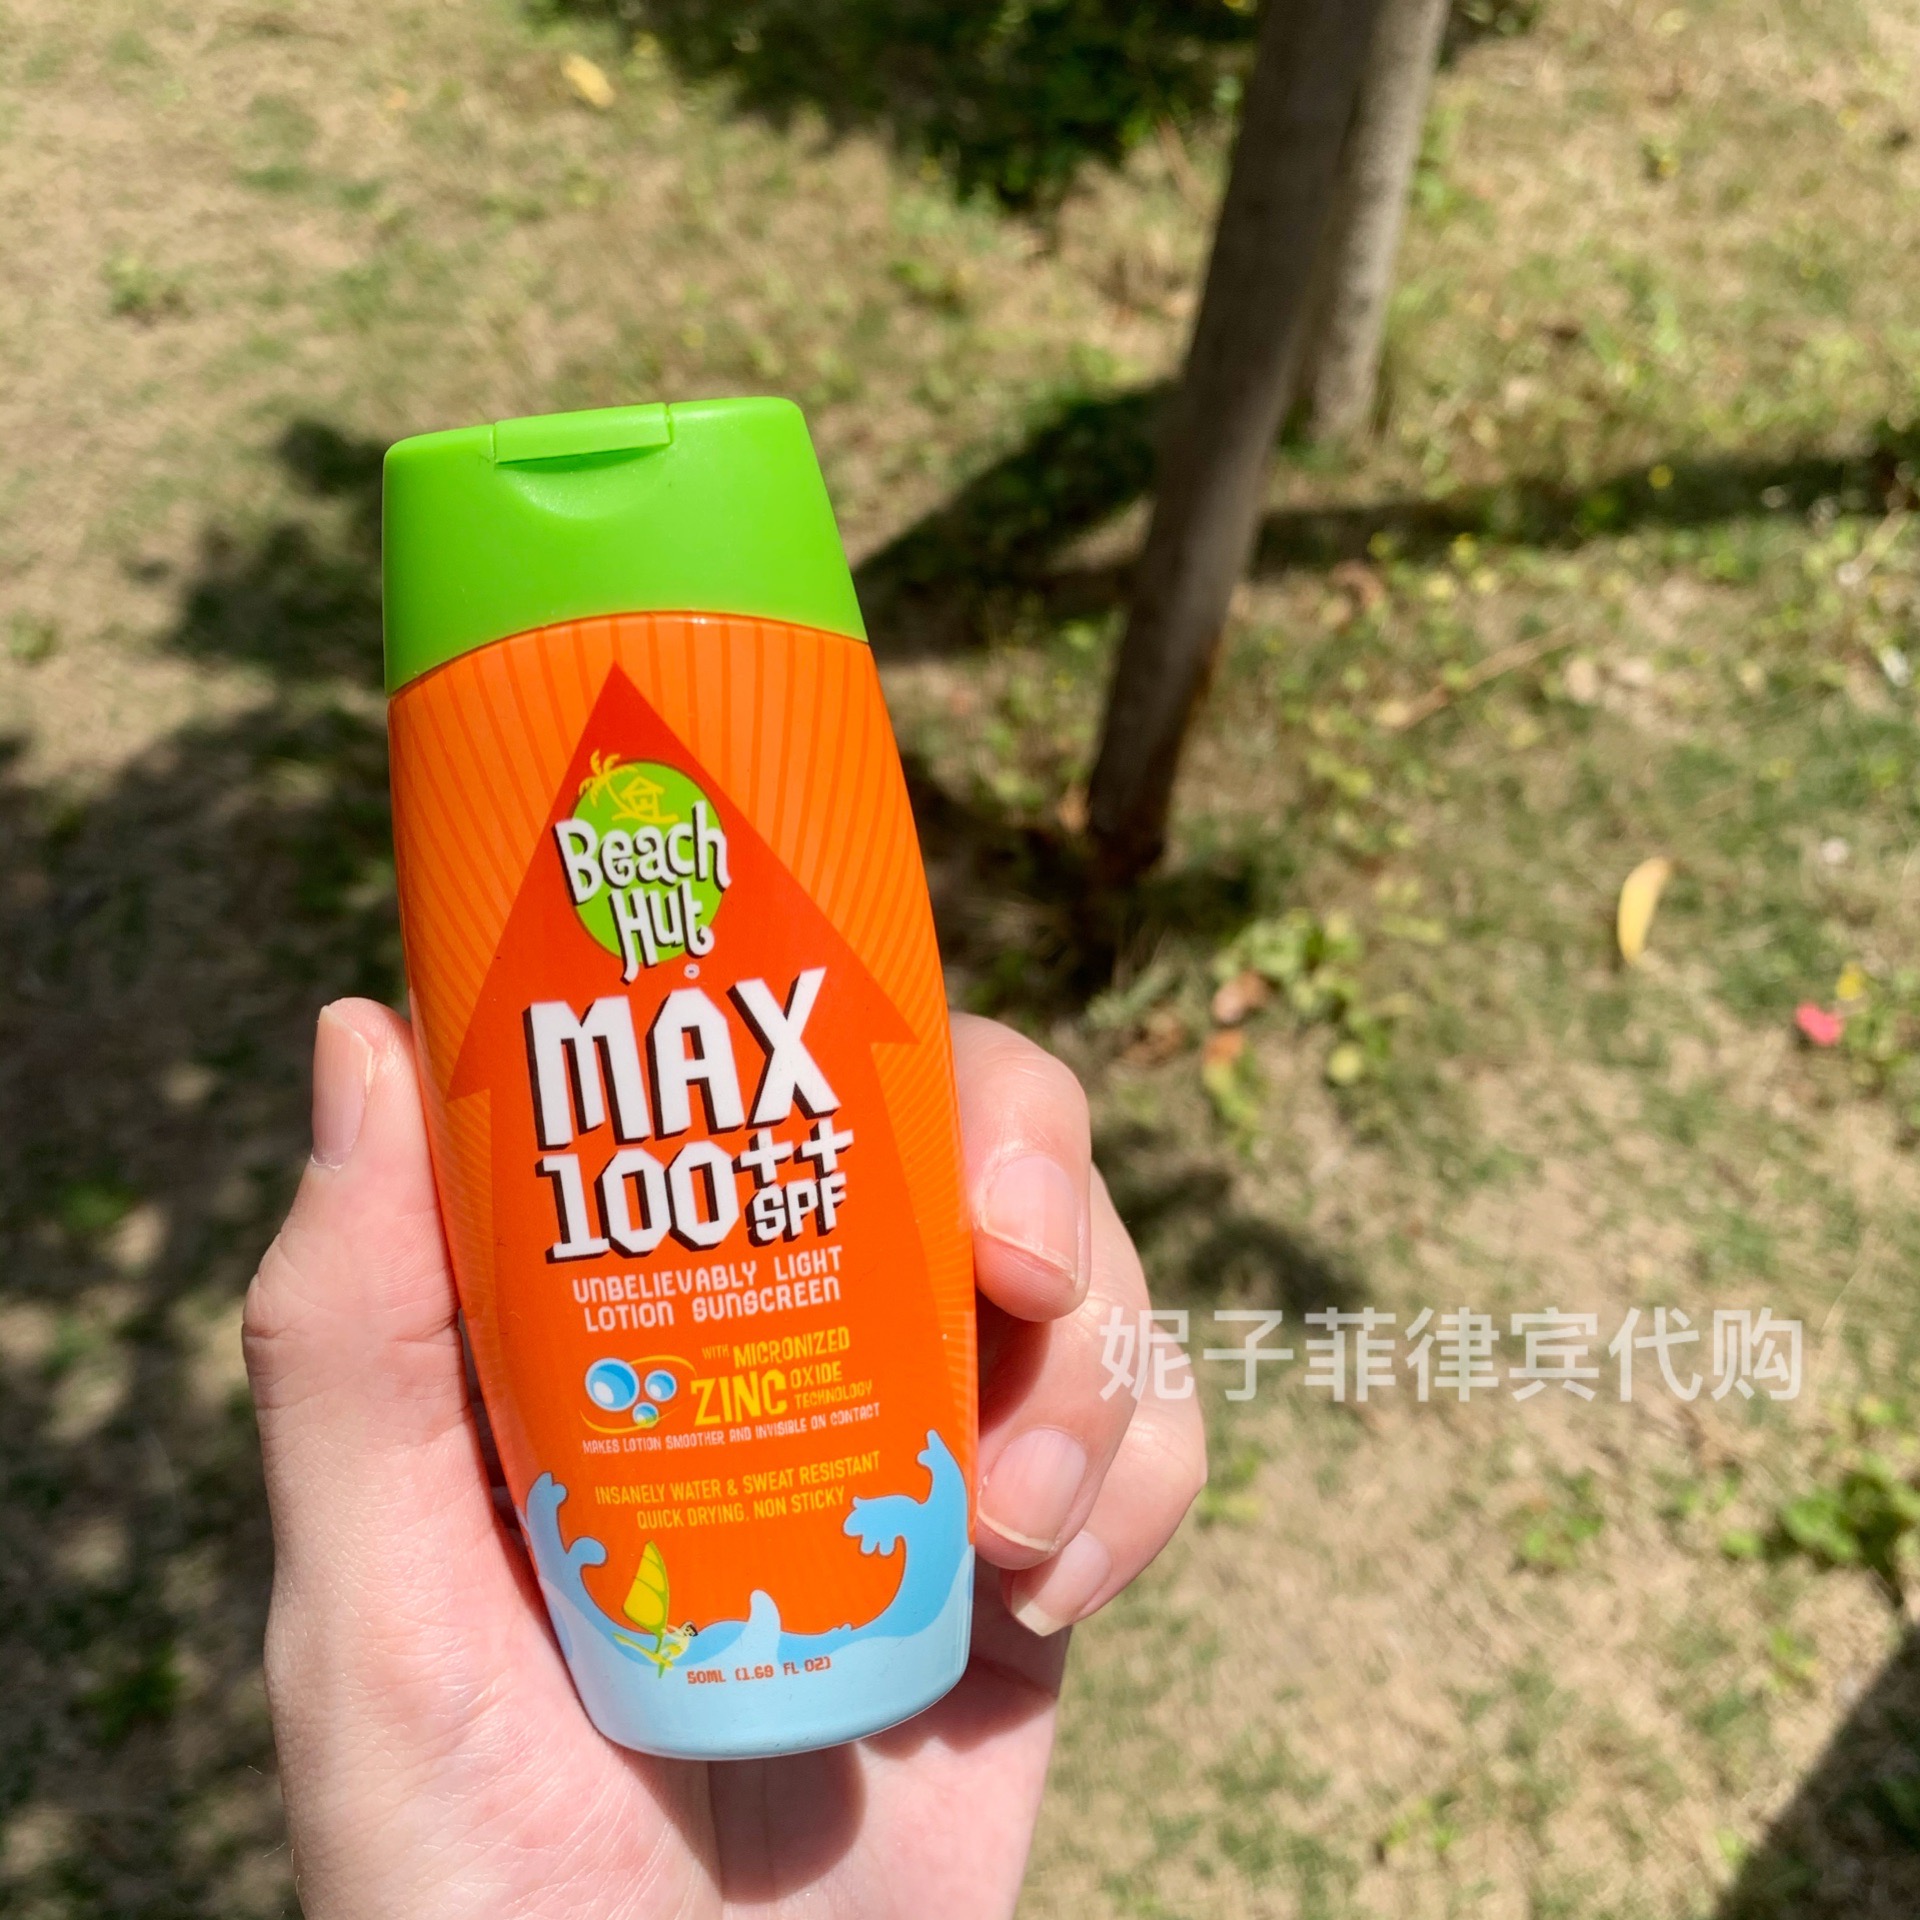 Beach
Hut
MAX
100++
SPF
UNBELIEVABLY LIGHT
LOTION SUNSCREEN
WITH MICRONIZED
ZINC OXIDE
TECHNOLOGY
MAKES LOTION SMOOTHER AND INVISIBLE ON CONTACT
INSANELY WATER & SWEAT RESISTANT
QUICK DRYING, NON STICKY
50ML (1.69 FL OZ)
妮子菲律宾代购